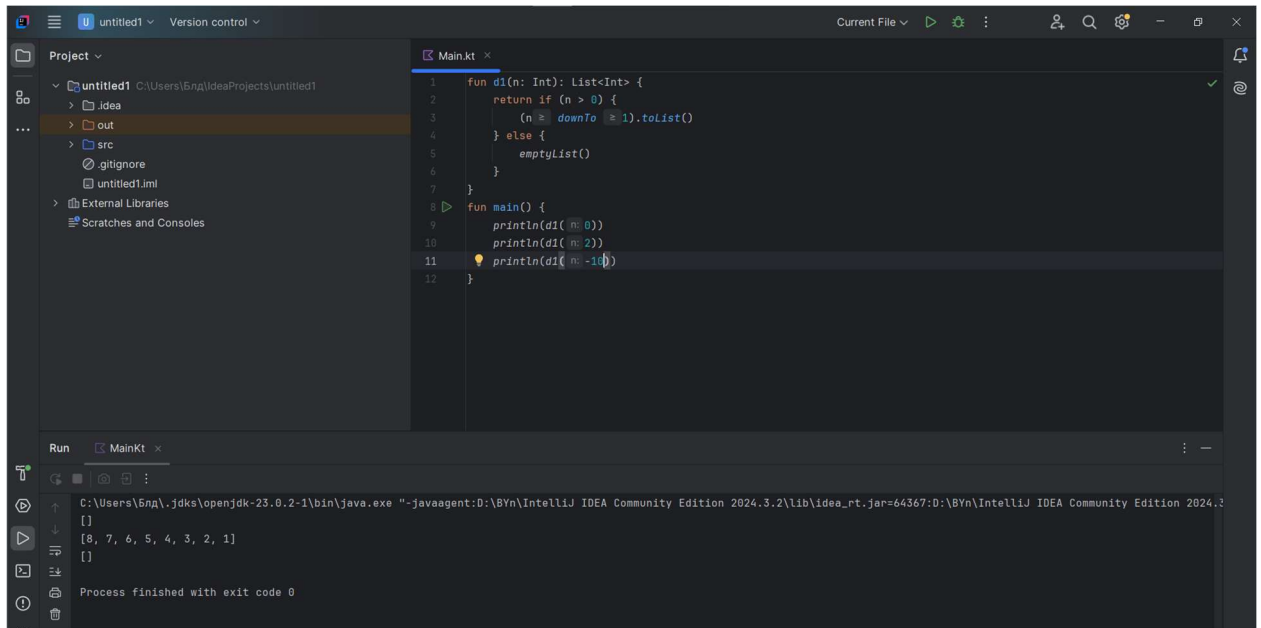 U untitled1 Version control Current File
Project
Main.kt
untitled1 C:\Users\Блд\IdeaProjects\untitled1
.idea
out
src
.gitignore
untitled1.iml
External Libraries
Scratches and Consoles
1 fun d1(n: Int): List<Int> {
2 return if (n > 0) {
3 (n ≥ downTo ≥ 1).toList()
4 } else {
5 emptyList()
6 }
7 }
8 fun main() {
9 println(d1( n: 0))
10 println(d1( n: 2))
11 println(d1( n: -10))
12 }
Run MainKt
C:\Users\Блд\.jdks\openjdk-23.0.2-1\bin\java.exe "-javaagent:D:\BYn\IntelliJ IDEA Community Edition 2024.3.2\lib\idea_rt.jar=64367:D:\BYn\IntelliJ IDEA Community Edition 2024.3
[]
[8, 7, 6, 5, 4, 3, 2, 1]
[]
Process finished with exit code 0